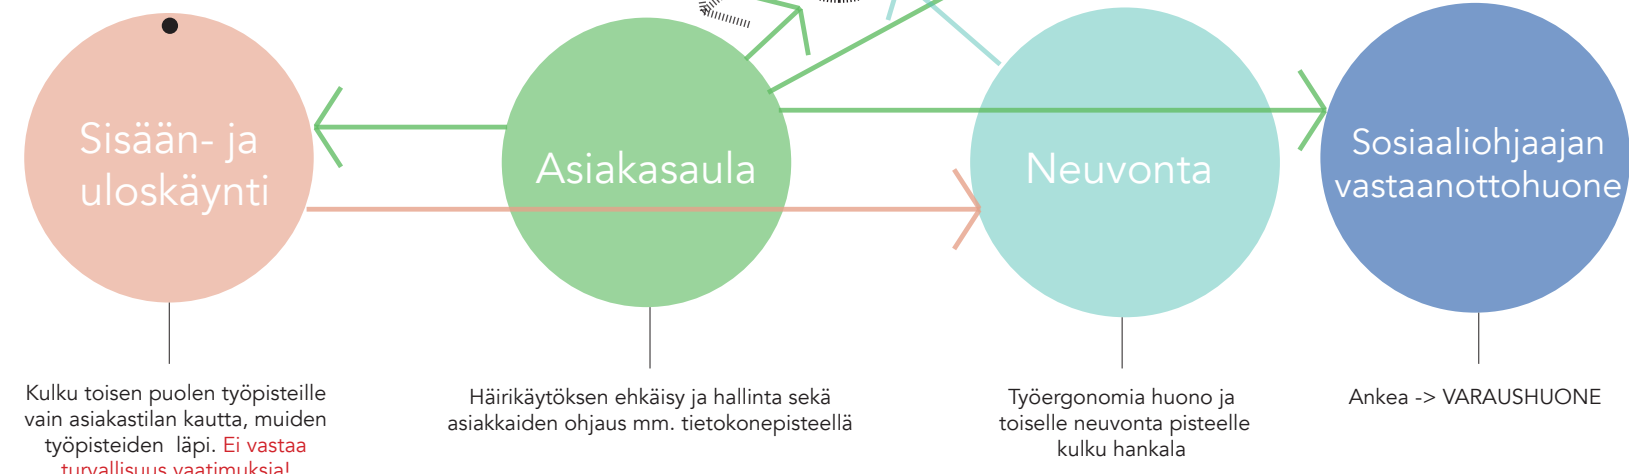 Sisään- ja
uloskäynti
Asiakasaula
Neuvonta
Sosiaaliohjaajan
vastaanottohuone
Kulku toisen puolen työpisteille
vain asiakastilan kautta, muiden
työpisteiden läpi. Ei vastaa
turvallisuus vaatimuksia!
Häirikäytöksen ehkäisy ja hallinta sekä
asiakkaiden ohjaus mm. tietokonepisteellä
Työergonomia huono ja
toiselle neuvonta pisteelle
kulku hankala
Ankea -> VARAUSHUONE